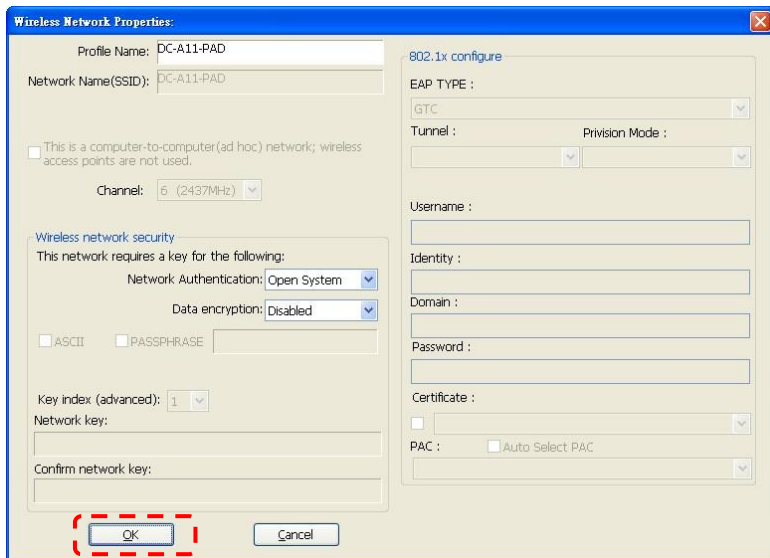 Wireless Network Properties:
Profile Name: DC-A11-PAD
Network Name(SSID): DC-A11-PAD
This is a computer-to-computer(ad hoc) network; wireless
access points are not used.
Channel: 6 (2437MHz)
Wireless network security
This network requires a key for the following:
Network Authentication: Open System
Data encryption: Disabled
ASCII PASSPHRASE
Key index (advanced): 1
Network key:
Confirm network key:
OK Cancel
802.1x configure
EAP TYPE :
GTC
Tunnel : Privision Mode :
Username :
Identity :
Domain :
Password :
Certificate :
PAC : Auto Select PAC